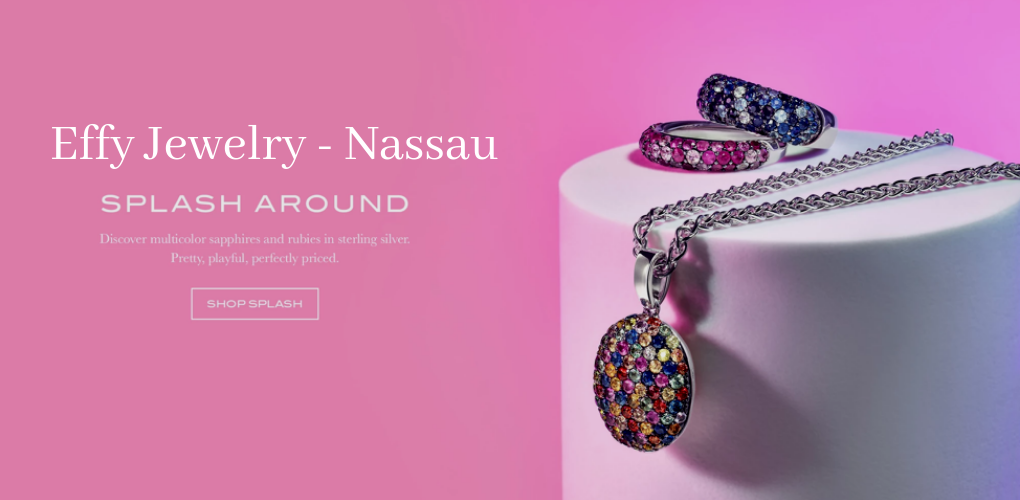 Effy Jewelry - Nassau
SPLASH AROUND
Discover multicolor sapphires and rubies in sterling silver.
Pretty, playful, perfectly priced.
SHOP SPLASH